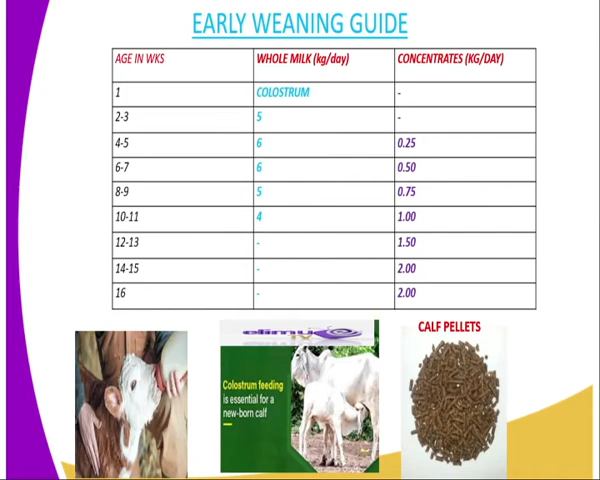 EARLY WEANING GUIDE
AGE IN WKS WHOLE MILK (kg/day) CONCENTRATES (KG/DAY)
1 COLOSTRUM -
2-3 5 -
4-5 6 0.25
6-7 6 0.50
8-9 5 0.75
10-11 4 1.00
12-13 - 1.50
14-15 - 2.00
16 - 2.00
CALF PELLETS
elimu
TV
Colostrum feeding
is essential for a
new-born calf